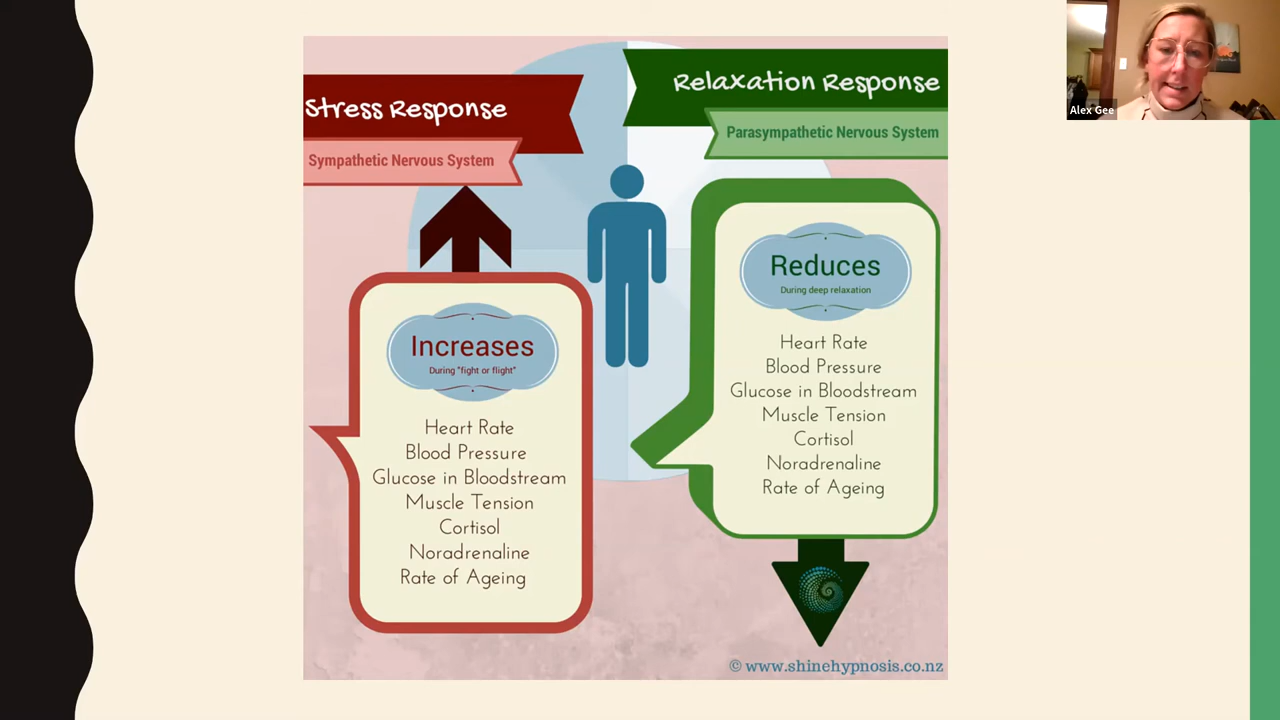 Stress Response
Sympathetic Nervous System
Increases
During "fight or flight"
Heart Rate
Blood Pressure
Glucose in Bloodstream
Muscle Tension
Cortisol
Noradrenaline
Rate of Ageing
Relaxation Response
Parasympathetic Nervous System
Reduces
During deep relaxation
Heart Rate
Blood Pressure
Glucose in Bloodstream
Muscle Tension
Cortisol
Noradrenaline
Rate of Ageing
© www.shinehypnosis.co.nz
Alex Gee